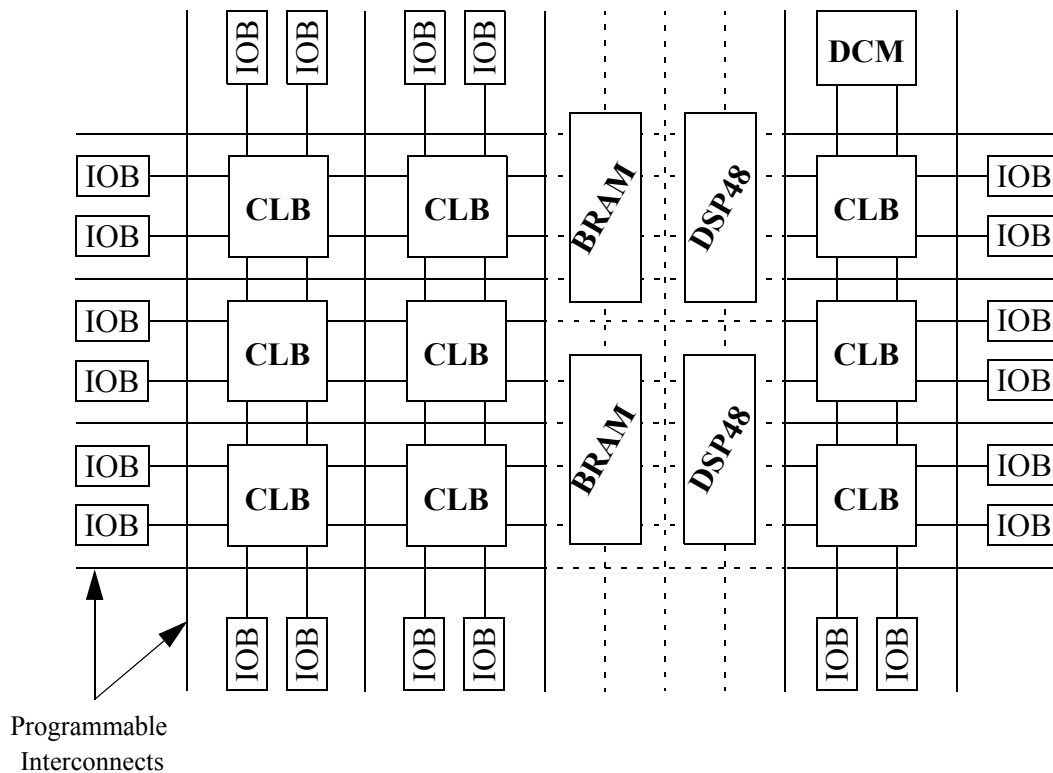 IOB IOB IOB IOB DCM
IOB CLB CLB BRAM DSP48 CLB IOB
IOB IOB
IOB CLB CLB CLB IOB
IOB IOB
BRAM DSP48
IOB CLB CLB CLB IOB
IOB IOB
IOB IOB IOB IOB IOB IOB
Programmable
Interconnects